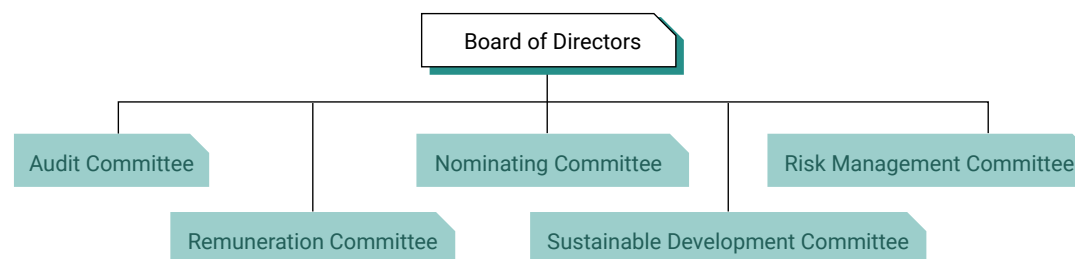 Board of Directors
Audit Committee
Nominating Committee
Risk Management Committee
Remuneration Committee
Sustainable Development Committee